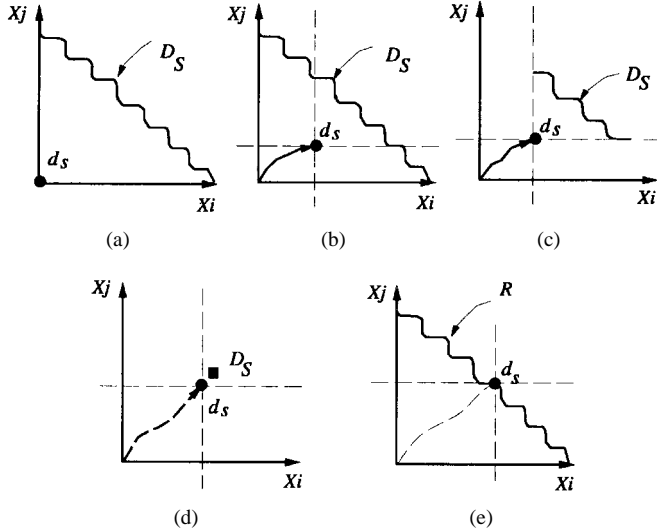 Xj
D_S
d_s
Xi
(a)
Xj
D_S
d_s
Xi
(b)
Xj
D_S
d_s
Xi
(c)
Xj
D_S
d_s
Xi
(d)
Xj
R
d_s
Xi
(e)